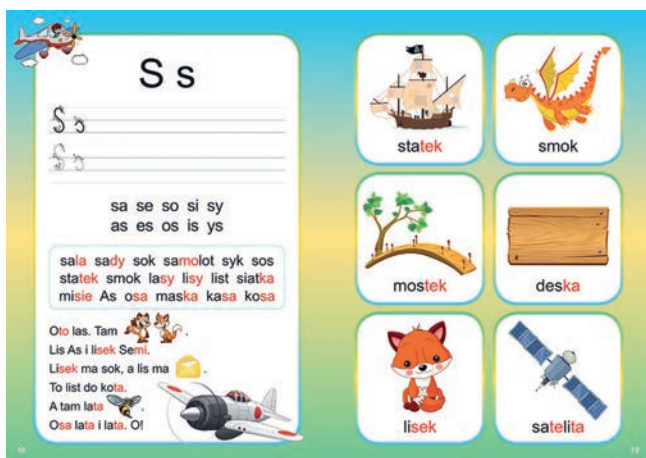 S s
S s
S s
sa se so si sy
as es os is ys
sala sady sok samolot syk sos
statek smok lasy lisy list siatka
misie As osa maska kasa kosa
Oto las. Tam .
Lis As i lisek Semi.
Lisek ma sok, a lis ma .
To list do kota.
A tam lata .
Osa lata i lata. O!
18
statek
smok
mostek
deska
lisek
satelita
19